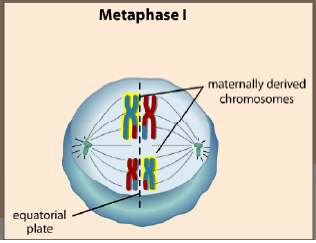 Metaphase I
maternally derived
chromosomes
equatorial
plate